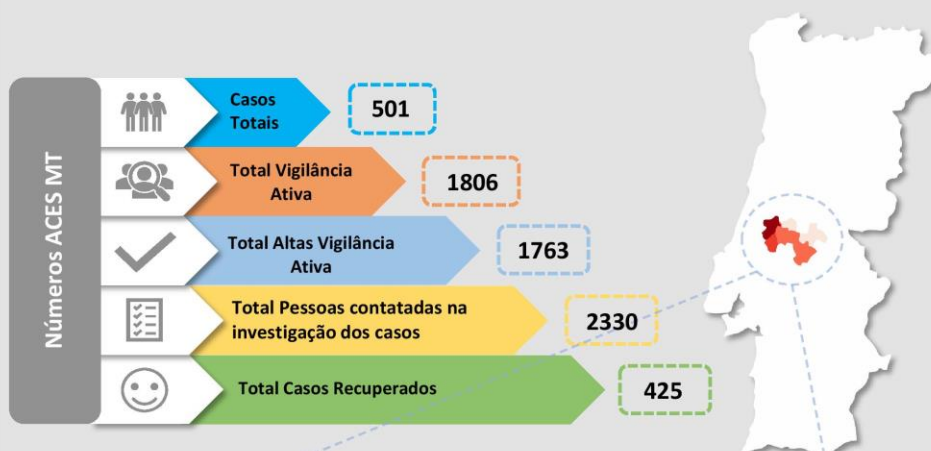 Números ACES MT
Casos
Totais
501
Total Vigilância
Ativa
1806
Total Altas Vigilância
Ativa
1763
Total Pessoas contatadas na
investigação dos casos
2330
Total Casos Recuperados
425